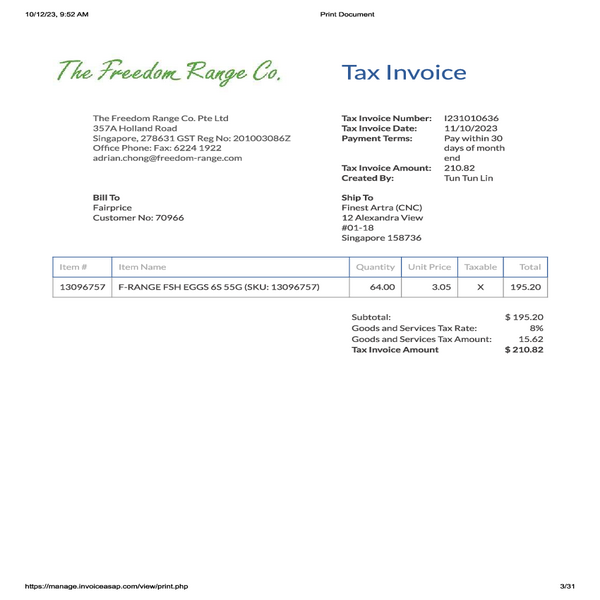 10/12/23, 9:52 AM Print Document
The Freedom Range Co. Tax Invoice
The Freedom Range Co. Pte Ltd
357A Holland Road
Singapore, 278631 GST Reg No: 201003086Z
Office Phone: Fax: 6224 1922
adrian.chong@freedom-range.com
Tax Invoice Number: I231010636
Tax Invoice Date: 11/10/2023
Payment Terms: Pay within 30
days of month
end
Tax Invoice Amount: 210.82
Created By: Tun Tun Lin
Bill To
Fairprice
Customer No: 70966
Ship To
Finest Artra (CNC)
12 Alexandra View
#01-18
Singapore 158736
Item # Item Name Quantity Unit Price Taxable Total
13096757 F-RANGE FSH EGGS 6S 55G (SKU: 13096757) 64.00 3.05 X 195.20
Subtotal: $ 195.20
Goods and Services Tax Rate: 8%
Goods and Services Tax Amount: 15.62
Tax Invoice Amount $ 210.82
https://manage.invoiceasap.com/view/print.php 3/31